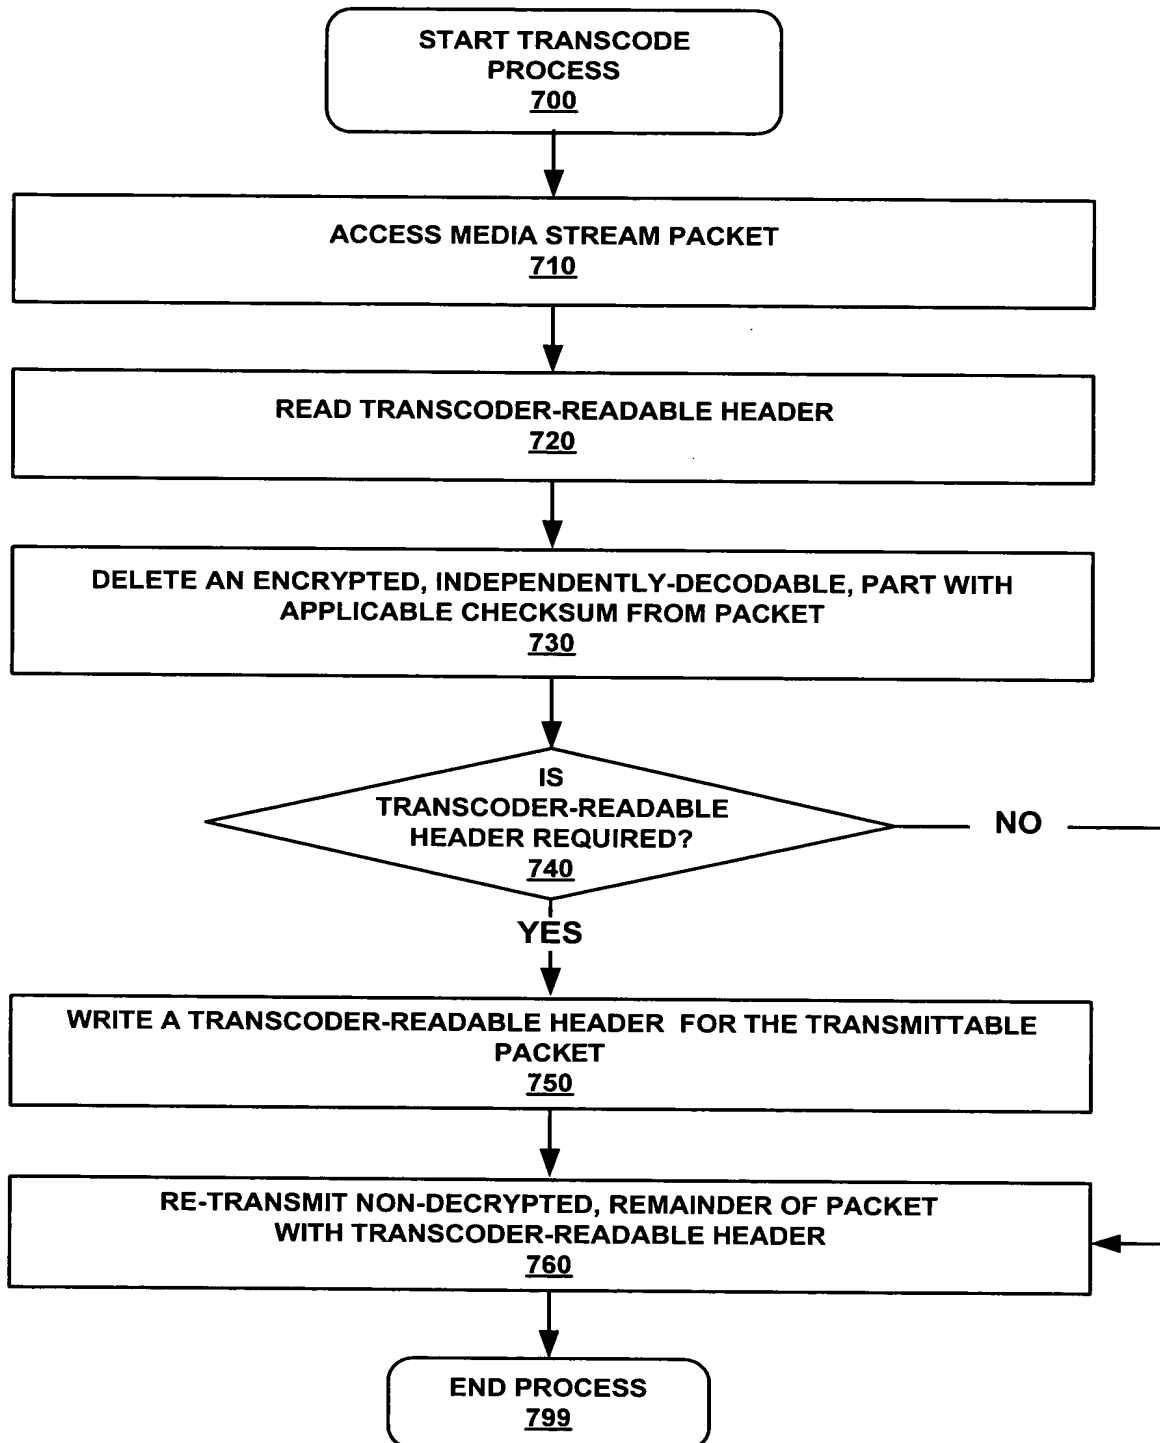 START TRANSCODE
PROCESS
700
ACCESS MEDIA STREAM PACKET
710
READ TRANSCODER-READABLE HEADER
720
DELETE AN ENCRYPTED, INDEPENDENTLY-DECODABLE, PART WITH
APPLICABLE CHECKSUM FROM PACKET
730
IS
TRANSCODER-READABLE
HEADER REQUIRED?
740
NO
YES
WRITE A TRANSCODER-READABLE HEADER FOR THE TRANSMITTABLE
PACKET
750
RE-TRANSMIT NON-DECRYPTED, REMAINDER OF PACKET
WITH TRANSCODER-READABLE HEADER
760
END PROCESS
799